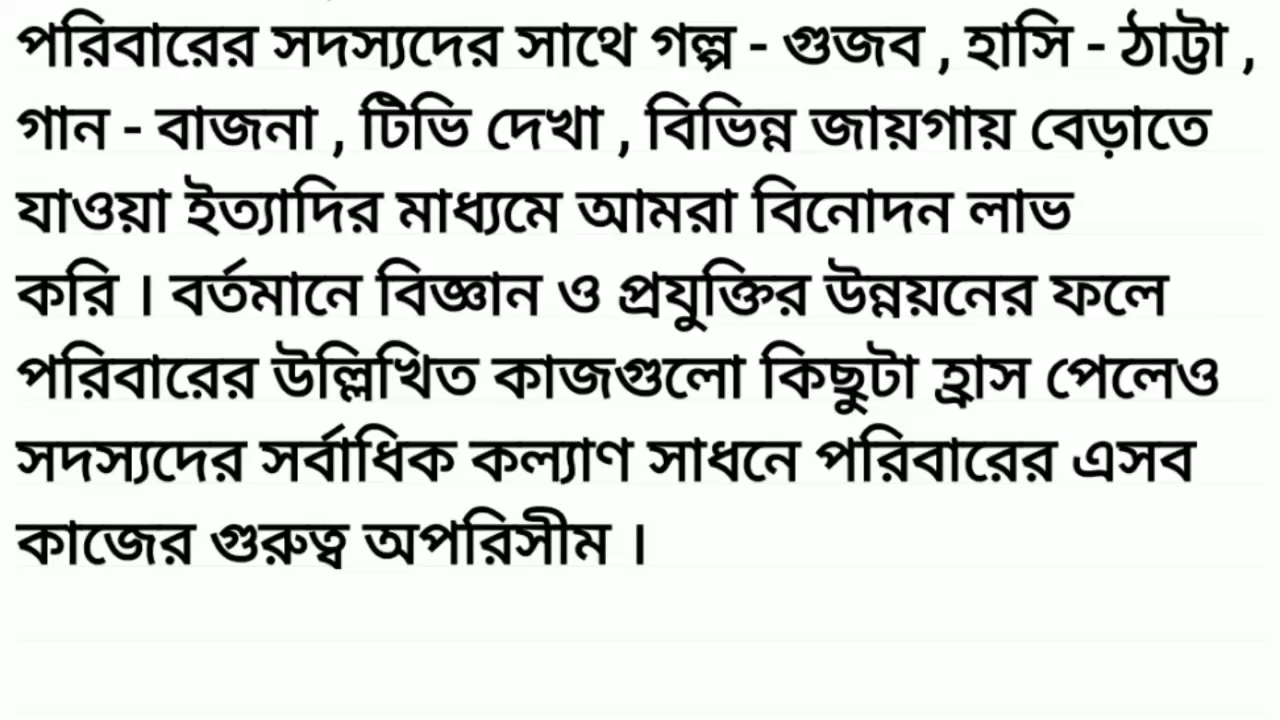 পরিবারের সদস্যদের সাথে গল্প - গুজব , হাসি - ঠাট্টা ,
গান - বাজনা , টিভি দেখা , বিভিন্ন জায়গায় বেড়াতে
যাওয়া ইত্যাদির মাধ্যমে আমরা বিনোদন লাভ
করি । বর্তমানে বিজ্ঞান ও প্রযুক্তির উন্নয়নের ফলে
পরিবারের উল্লিখিত কাজগুলো কিছুটা হ্রাস পেলেও
সদস্যদের সর্বাধিক কল্যাণ সাধনে পরিবারের এসব
কাজের গুরুত্ব অপরিসীম ।